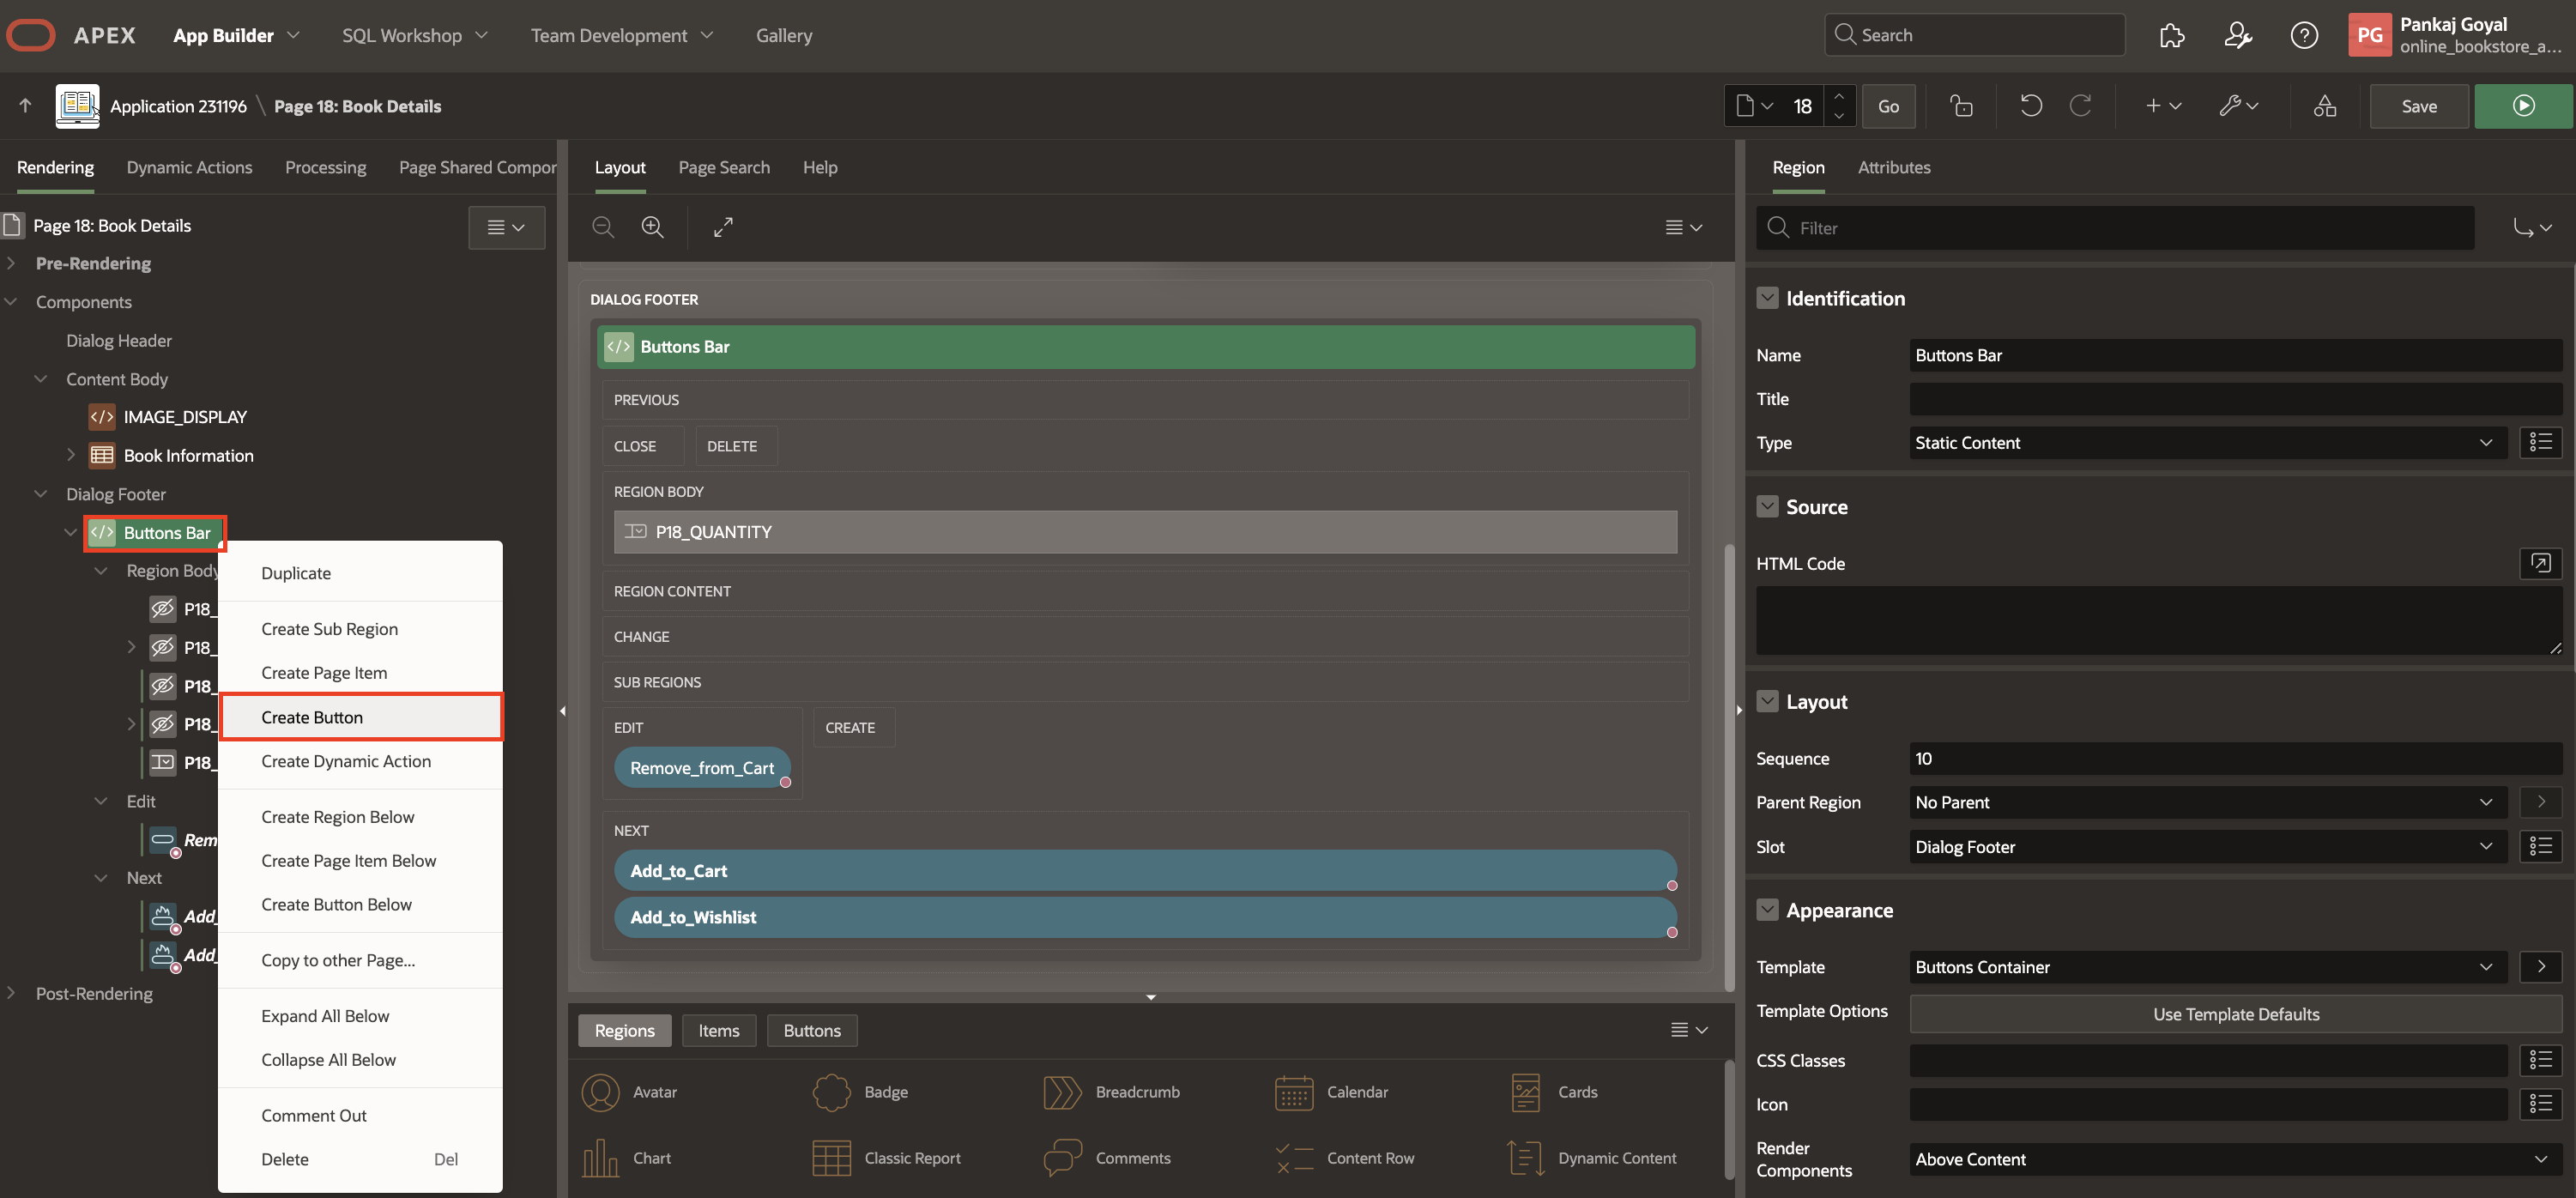 APEX
App Builder
SQL Workshop
Team Development
Gallery
Search
PG
Pankaj Goyal
online_bookstore_a...
Application 231196 \ Page 18: Book Details
18
Go
Save
Rendering
Dynamic Actions
Processing
Page Shared Compor
Page 18: Book Details
Pre-Rendering
Components
Dialog Header
Content Body
IMAGE_DISPLAY
Book Information
Dialog Footer
Buttons Bar
Region Body
P18_
P18_
P18_
P18_
P18_
Edit
Rem
Next
Add_
Add_
Post-Rendering
Duplicate
Create Sub Region
Create Page Item
Create Button
Create Dynamic Action
Create Region Below
Create Page Item Below
Create Button Below
Copy to other Page...
Expand All Below
Collapse All Below
Comment Out
Delete Del
Layout
Page Search
Help
DIALOG FOOTER
Buttons Bar
PREVIOUS
CLOSE
DELETE
REGION BODY
P18_QUANTITY
REGION CONTENT
CHANGE
SUB REGIONS
EDIT
CREATE
Remove_from_Cart
NEXT
Add_to_Cart
Add_to_Wishlist
Regions
Items
Buttons
Avatar
Badge
Breadcrumb
Calendar
Cards
Chart
Classic Report
Comments
Content Row
Dynamic Content
Region
Attributes
Filter
Identification
Name Buttons Bar
Title
Type Static Content
Source
HTML Code
Layout
Sequence 10
Parent Region No Parent
Slot Dialog Footer
Appearance
Template Buttons Container
Template Options Use Template Defaults
CSS Classes
Icon
Render
Components
Above Content